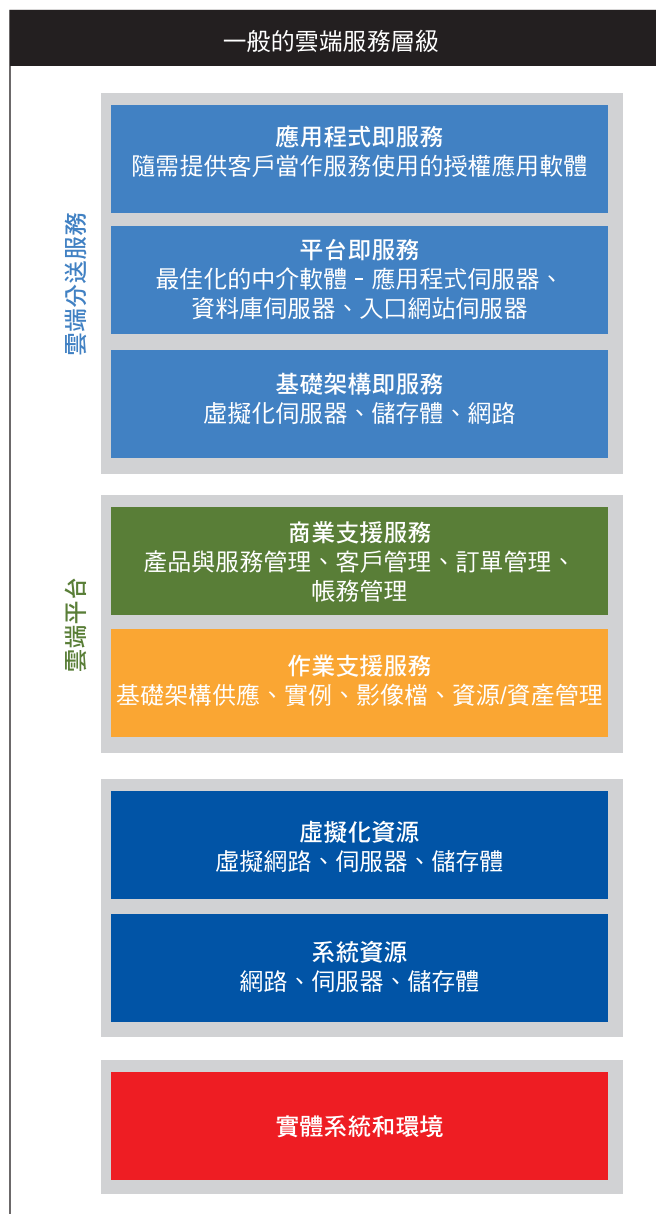 一般的雲端服務層級
雲端分送服務
應用程式即服務
隨需提供客戶當作服務使用的授權應用軟體
平台即服務
最佳化的中介軟體 – 應用程式伺服器、
資料庫伺服器、入口網站伺服器
基礎架構即服務
虛擬化伺服器、儲存體、網路
雲端平台
商業支援服務
產品與服務管理、客戶管理、訂單管理、
帳務管理
作業支援服務
基礎架構供應、實例、影像檔、資源/資產管理
虛擬化資源
虛擬網路、伺服器、儲存體
系統資源
網路、伺服器、儲存體
實體系統和環境